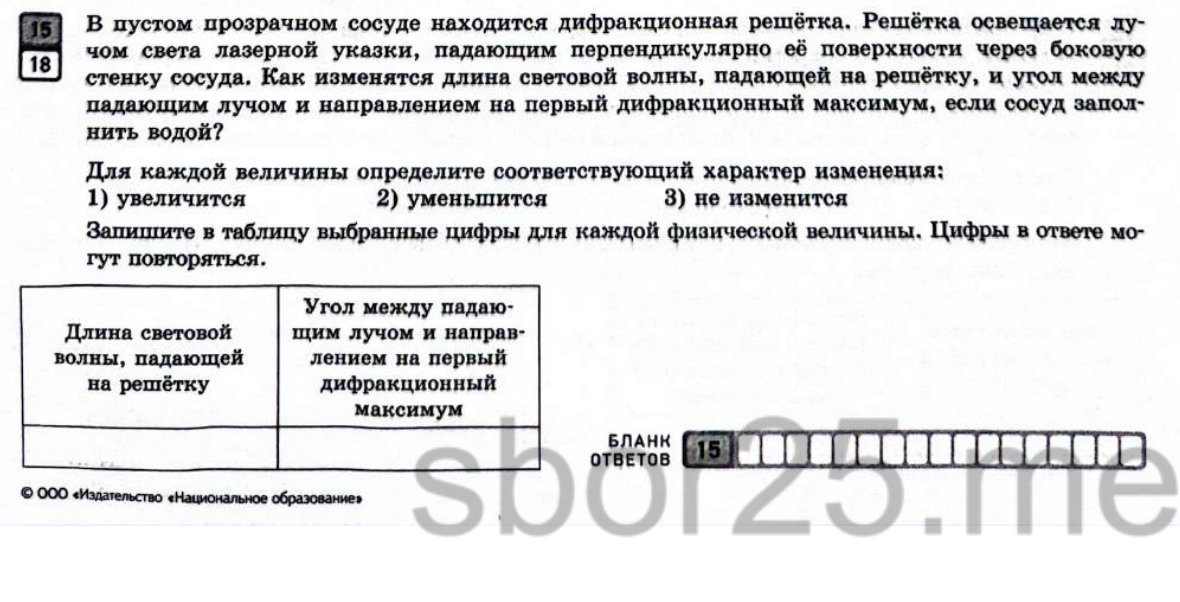 15
18
В пустом прозрачном сосуде находится дифракционная решётка. Решётка освещается лу-
чом света лазерной указки, падающим перпендикулярно её поверхности через боковую
стенку сосуда. Как изменятся длина световой волны, падающей на решётку, и угол между
падающим лучом и направлением на первый дифракционный максимум, если сосуд запол-
нить водой?
Для каждой величины определите соответствующий характер изменения:
1) увеличится 2) уменьшится 3) не изменится
Запишите в таблицу выбранные цифры для каждой физической величины. Цифры в ответе мо-
гут повторяться.
Длина световой
волны, падающей
на решётку
Угол между падаю-
щим лучом и направ-
лением на первый
дифракционный
максимум
БЛАНК
ОТВЕТОВ
15
© ООО «Издательство «Национальное образование»
sbor25.me